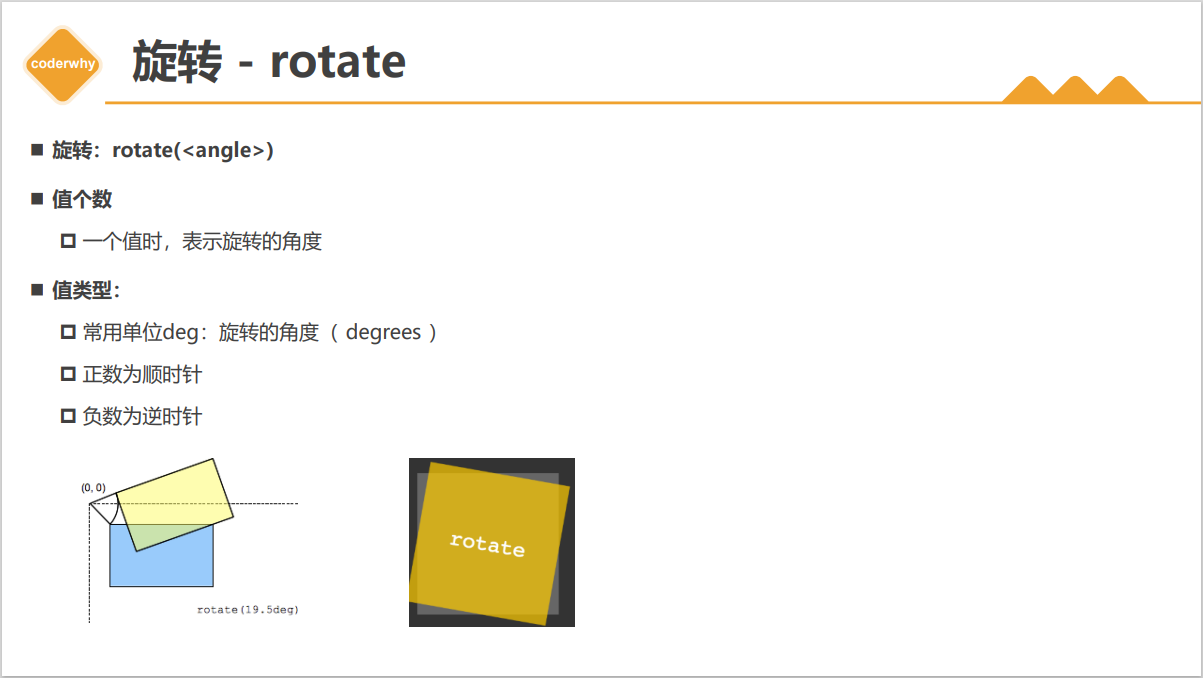 coderwhy
旋转 - rotate
旋转：rotate(<angle>)
值个数
一个值时，表示旋转的角度
值类型：
常用单位deg：旋转的角度（ degrees ）
正数为顺时针
负数为逆时针
(0, 0)
rotate(19.5deg)
rotate